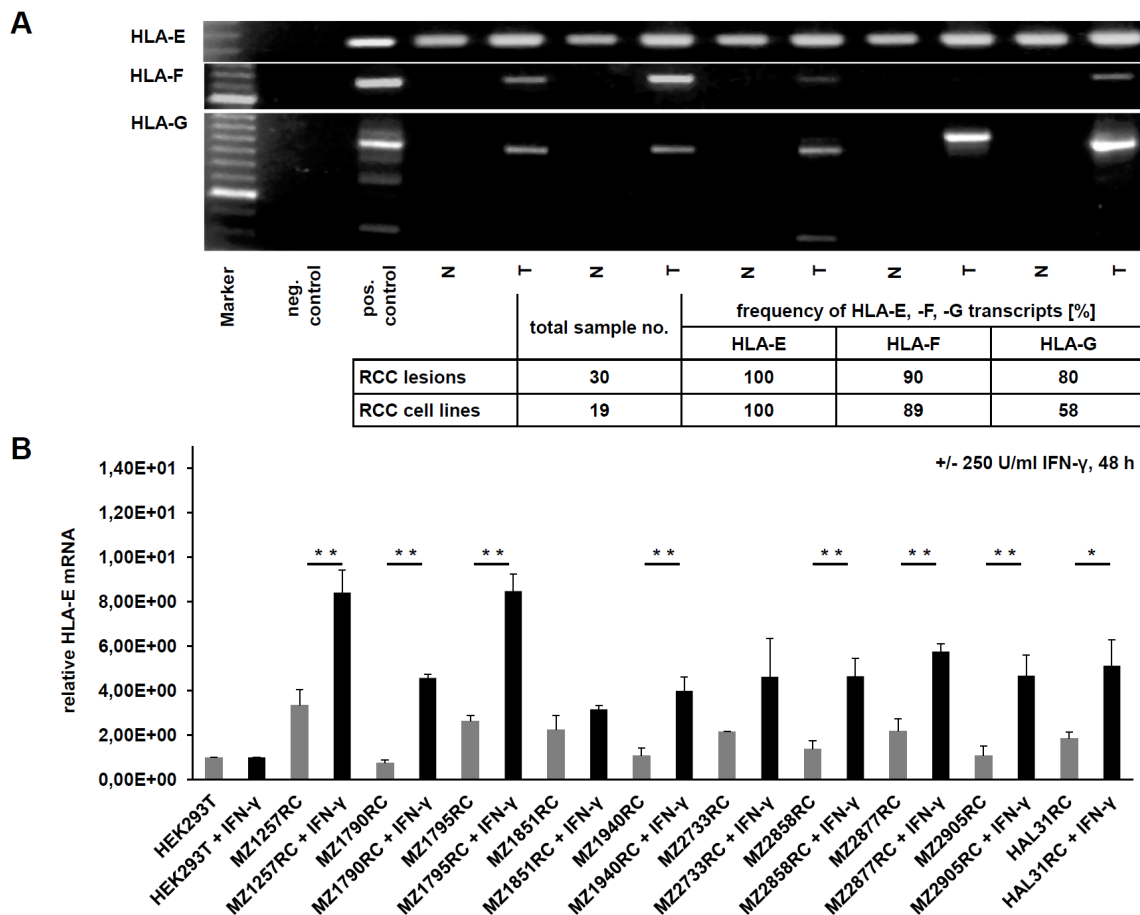 A
HLA-E
HLA-F
HLA-G
Marker
neg. control
pos. control
N
T
N
T
N
T
N
T
N
T
total sample no.
frequency of HLA-E, -F, -G transcripts [%]
HLA-E HLA-F HLA-G
RCC lesions 30 100 90 80
RCC cell lines 19 100 89 58
B
+/- 250 U/ml IFN-γ, 48 h
relative HLA-E mRNA
1,40E+01
1,20E+01
1,00E+01
8,00E+00
6,00E+00
4,00E+00
2,00E+00
0,00E+00
* *
* *
* *
* *
* *
* *
* *
*
HEK293T
HEK293T + IFN-γ
MZ1257RC
MZ1257RC + IFN-γ
MZ1790RC
MZ1790RC + IFN-γ
MZ1795RC
MZ1795RC + IFN-γ
MZ1851RC
MZ1851RC + IFN-γ
MZ1940RC
MZ1940RC + IFN-γ
MZ2733RC
MZ2733RC + IFN-γ
MZ2858RC
MZ2858RC + IFN-γ
MZ2877RC
MZ2877RC + IFN-γ
MZ2905RC
MZ2905RC + IFN-γ
HAL31RC
HAL31RC + IFN-γ